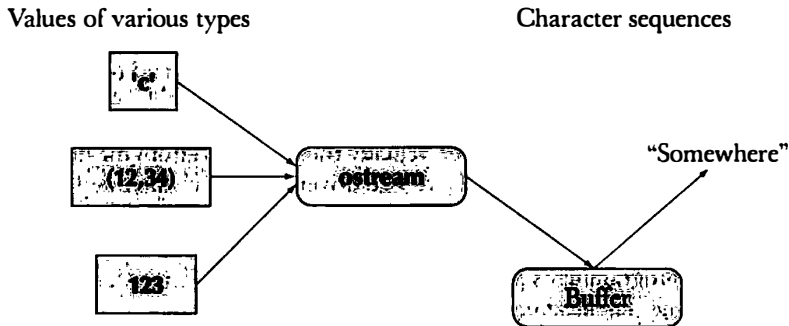 Values of various types
Character sequences
'c'
(12,34)
ostream
"Somewhere"
123
Buffer